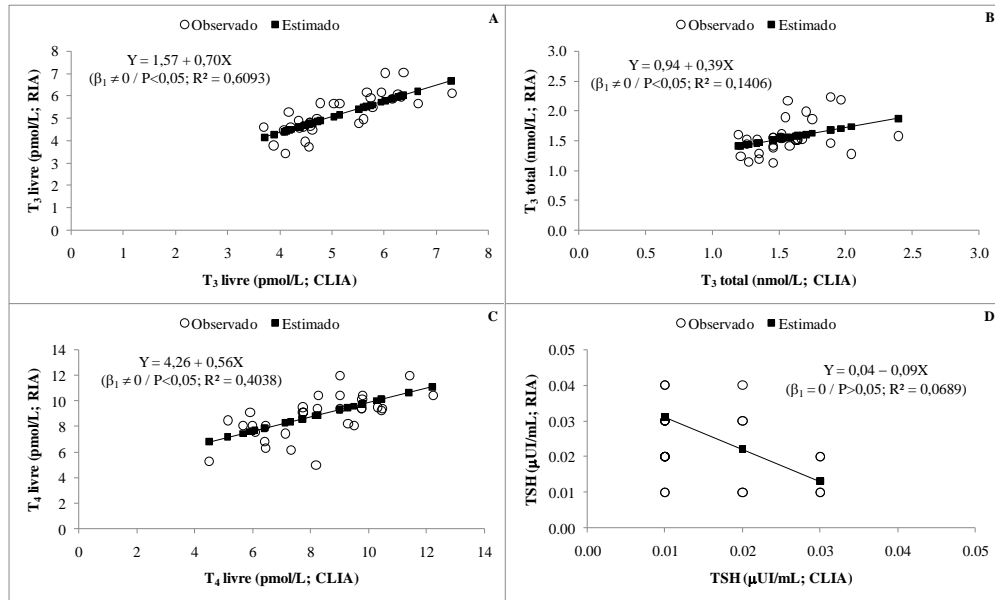 ○Observado ■Estimado
A
Y = 1,57 + 0,70X
(β₁ ≠ 0 / P<0,05; R² = 0,6093)
8
7
6
5
4
3
2
1
0
T₃ livre (pmol/L; RIA)
0 1 2 3 4 5 6 7 8
T₃ livre (pmol/L; CLIA)
○Observado ■Estimado
B
Y = 0,94 + 0,39X
(β₁ ≠ 0 / P<0,05; R² = 0,1406)
3.0
2.5
2.0
1.5
1.0
0.5
0.0
T₃ total (nmol/L; RIA)
0.0 0.5 1.0 1.5 2.0 2.5 3.0
T₃ total (nmol/L; CLIA)
○Observado ■Estimado
C
Y = 4,26 + 0,56X
(β₁ ≠ 0 / P<0,05; R² = 0,4038)
14
12
10
8
6
4
2
0
T₄ livre (pmol/L; RIA)
0 2 4 6 8 10 12 14
T₄ livre (pmol/L; CLIA)
○Observado ■Estimado
D
Y = 0,04 – 0,09X
(β₁ = 0 / P>0,05; R² = 0,0689)
0.05
0.04
0.03
0.02
0.01
0.00
TSH (µUI/mL; RIA)
0.00 0.01 0.02 0.03 0.04 0.05
TSH (µUI/mL; CLIA)